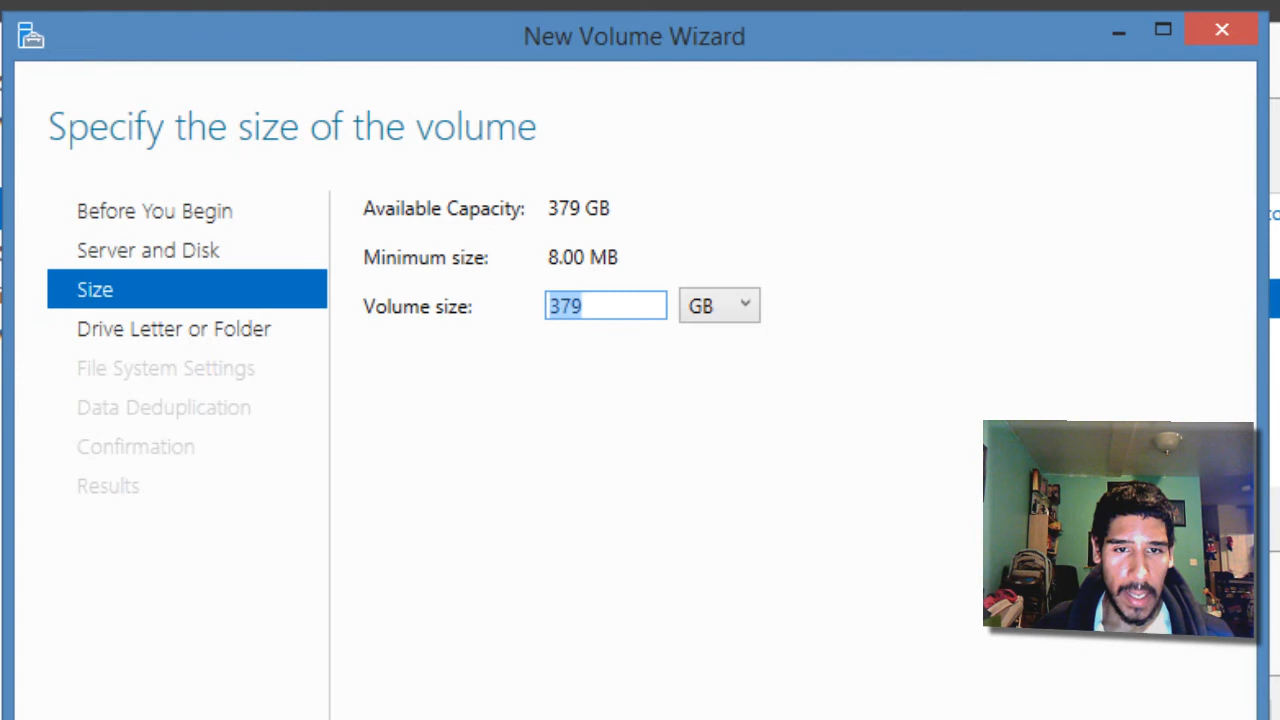 New Volume Wizard
Specify the size of the volume
Before You Begin
Server and Disk
Size
Drive Letter or Folder
File System Settings
Data Deduplication
Confirmation
Results
Available Capacity: 379 GB
Minimum size: 8.00 MB
Volume size: 379 GB